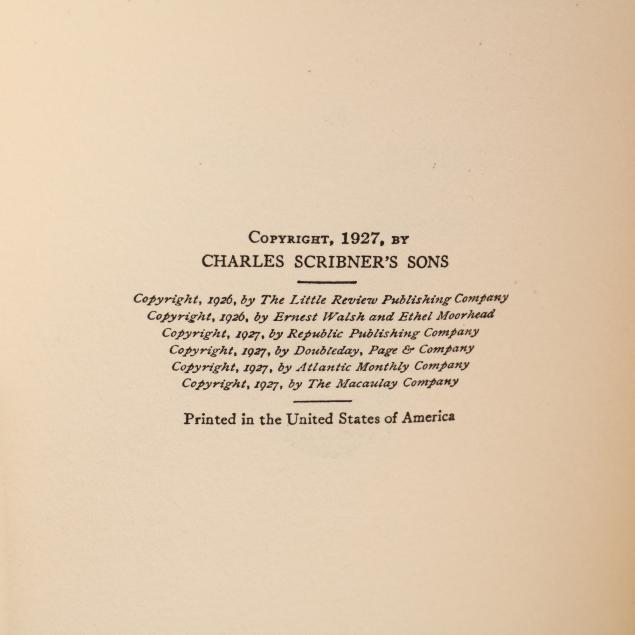 COPYRIGHT, 1927, BY
CHARLES SCRIBNER'S SONS
Copyright, 1926, by The Little Review Publishing Company
Copyright, 1926, by Ernest Walsh and Ethel Moorhead
Copyright, 1927, by Republic Publishing Company
Copyright, 1927, by Doubleday, Page & Company
Copyright, 1927, by Atlantic Monthly Company
Copyright, 1927, by The Macaulay Company
Printed in the United States of America